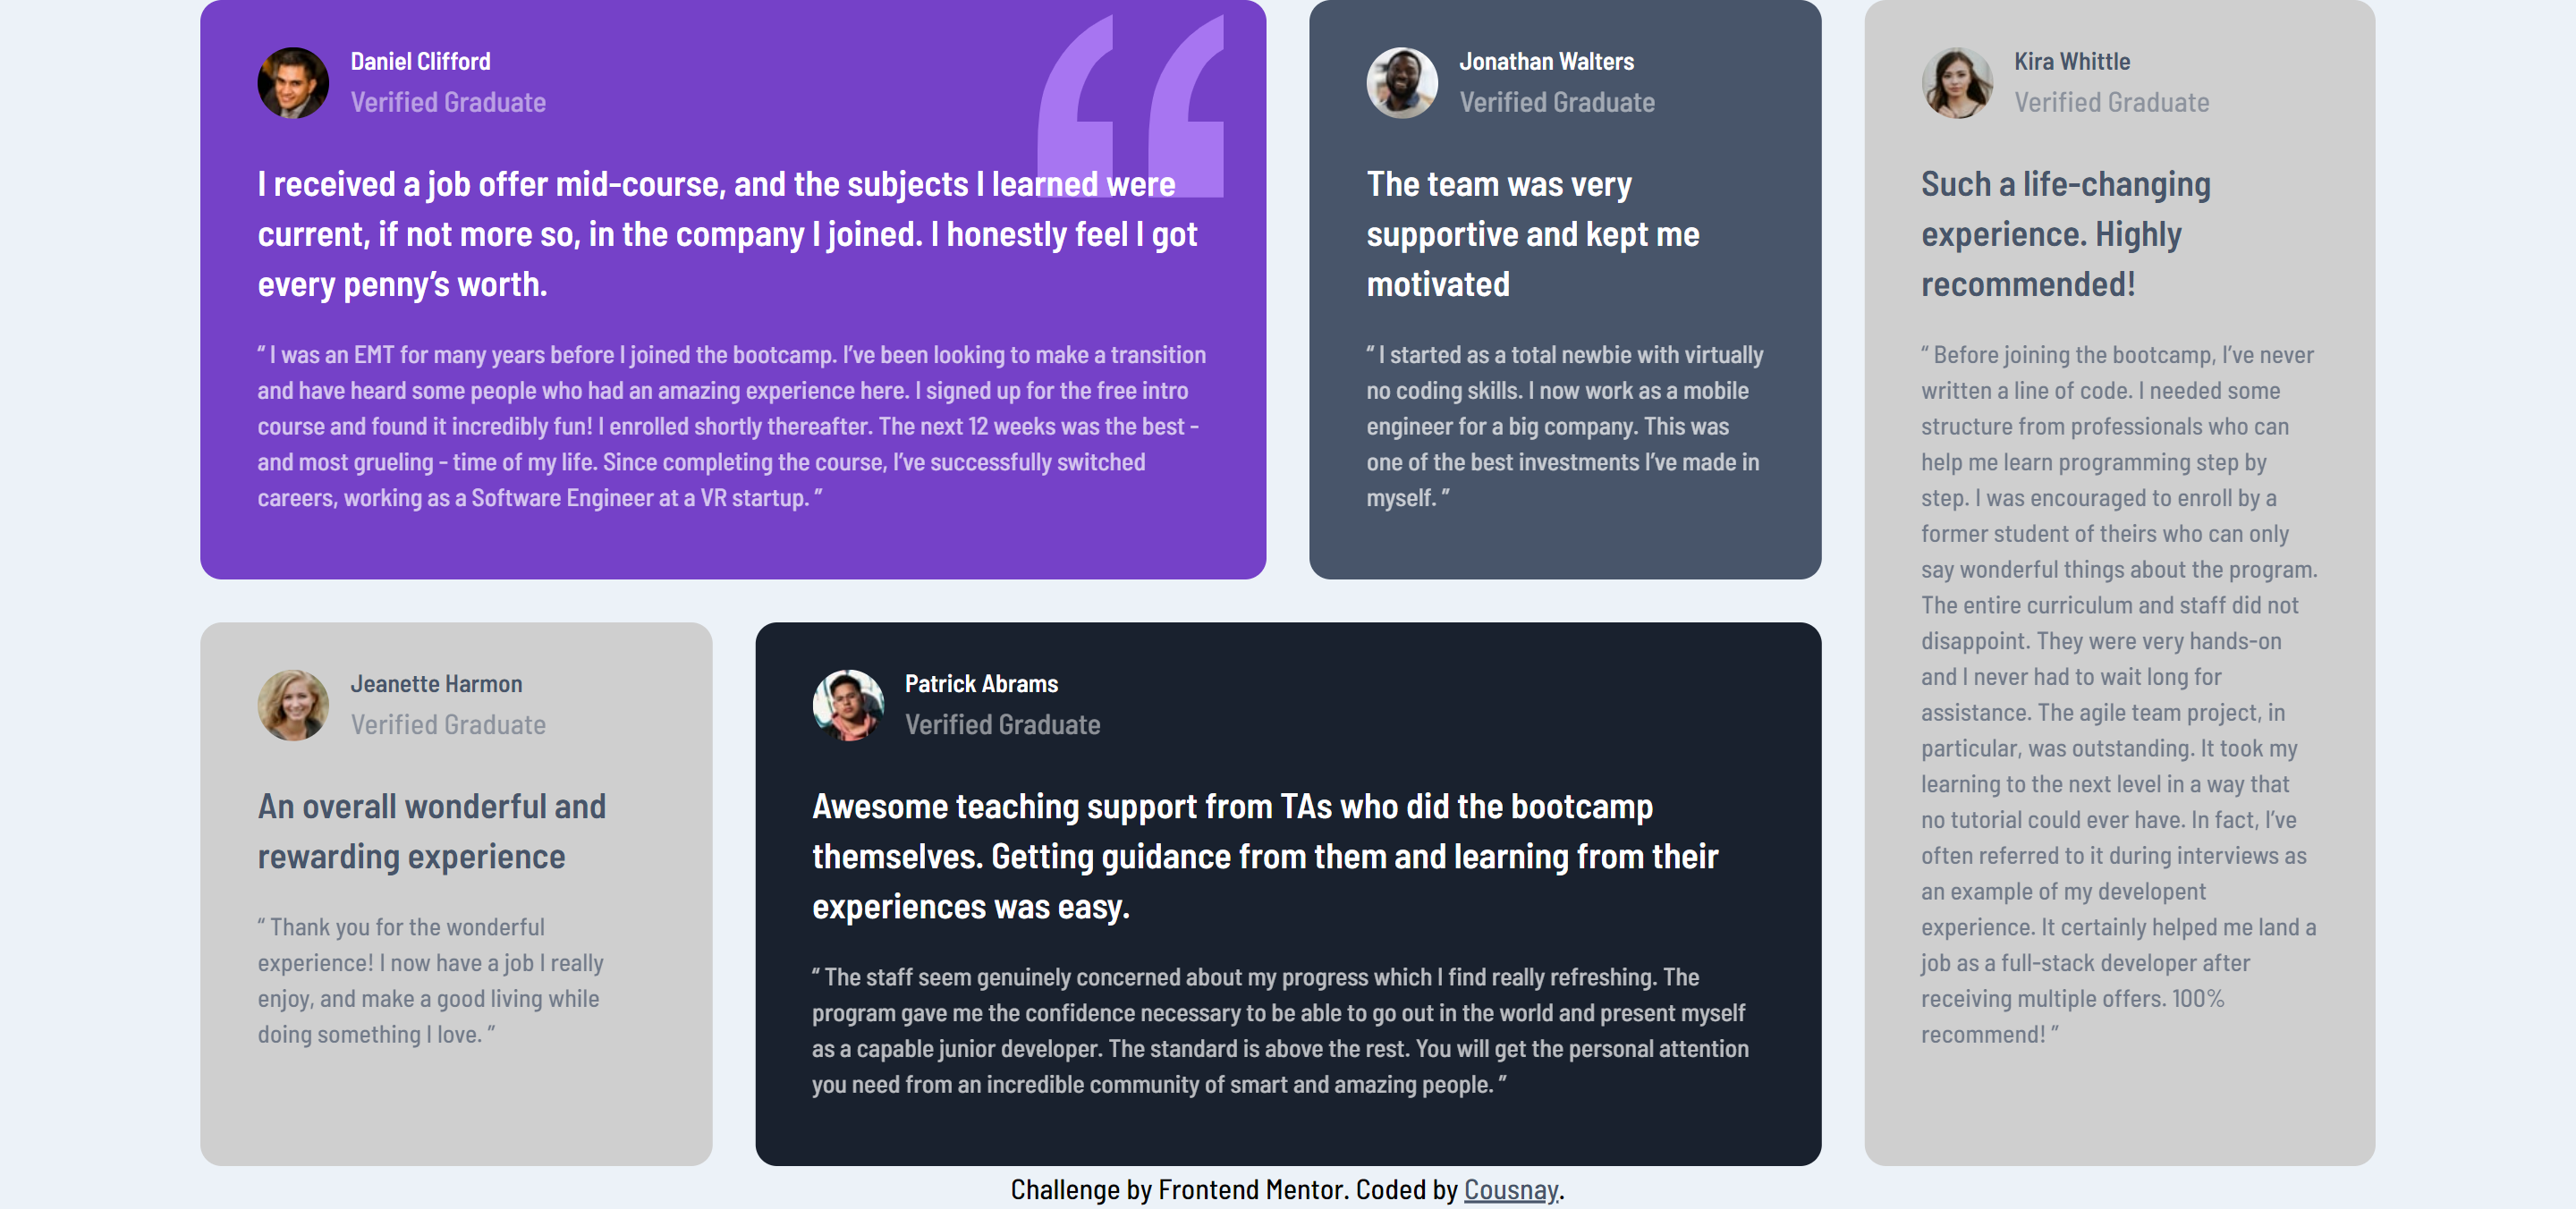 Daniel Clifford
Verified Graduate
I received a job offer mid-course, and the subjects I learned were
current, if not more so, in the company I joined. I honestly feel I got
every penny’s worth.
“ I was an EMT for many years before I joined the bootcamp. I’ve been looking to make a transition
and have heard some people who had an amazing experience here. I signed up for the free intro
course and found it incredibly fun! I enrolled shortly thereafter. The next 12 weeks was the best -
and most grueling - time of my life. Since completing the course, I’ve successfully switched
careers, working as a Software Engineer at a VR startup. ”
Jonathan Walters
Verified Graduate
The team was very
supportive and kept me
motivated
“ I started as a total newbie with virtually
no coding skills. I now work as a mobile
engineer for a big company. This was
one of the best investments I’ve made in
myself. ”
Kira Whittle
Verified Graduate
Such a life-changing
experience. Highly
recommended!
“ Before joining the bootcamp, I’ve never
written a line of code. I needed some
structure from professionals who can
help me learn programming step by
step. I was encouraged to enroll by a
former student of theirs who can only
say wonderful things about the program.
The entire curriculum and staff did not
disappoint. They were very hands-on
and I never had to wait long for
assistance. The agile team project, in
particular, was outstanding. It took my
learning to the next level in a way that
no tutorial could ever have. In fact, I’ve
often referred to it during interviews as
an example of my developent
experience. It certainly helped me land a
job as a full-stack developer after
receiving multiple offers. 100%
recommend! ”
Jeanette Harmon
Verified Graduate
An overall wonderful and
rewarding experience
“ Thank you for the wonderful
experience! I now have a job I really
enjoy, and make a good living while
doing something I love. ”
Patrick Abrams
Verified Graduate
Awesome teaching support from TAs who did the bootcamp
themselves. Getting guidance from them and learning from their
experiences was easy.
“ The staff seem genuinely concerned about my progress which I find really refreshing. The
program gave me the confidence necessary to be able to go out in the world and present myself
as a capable junior developer. The standard is above the rest. You will get the personal attention
you need from an incredible community of smart and amazing people. ”
Challenge by Frontend Mentor. Coded by Cousnay.